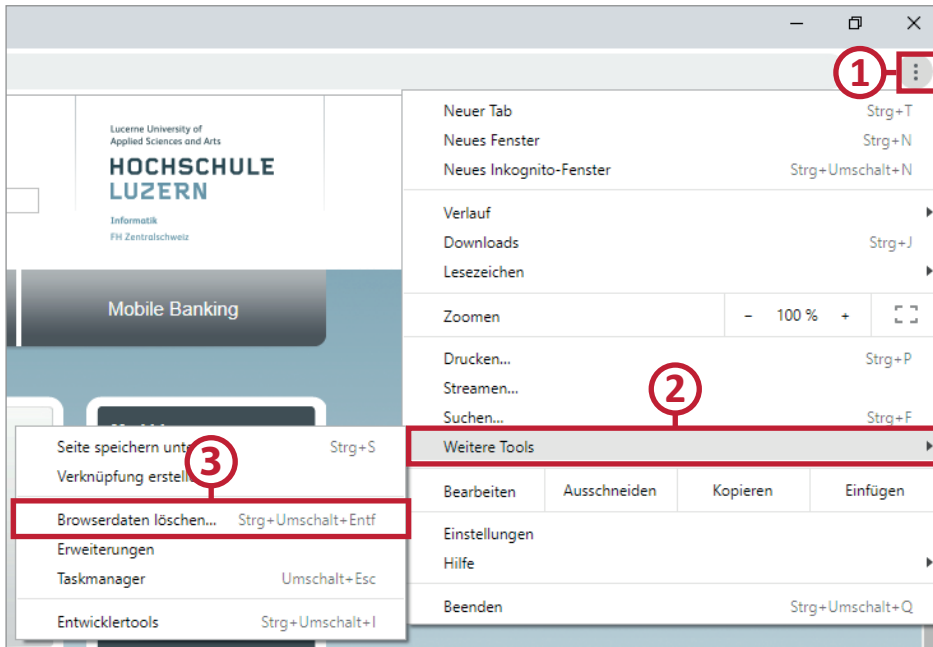 1
Lucerne University of
Applied Sciences and Arts
HOCHSCHULE
LUZERN
Informatik
FH Zentralschweiz
Mobile Banking
Neuer Tab Strg+T
Neues Fenster Strg+N
Neues Inkognito-Fenster Strg+Umschalt+N
Verlauf
Downloads Strg+J
Lesezeichen
Zoomen - 100 % +
Drucken... Strg+P
Streamen...
2
Suchen... Strg+F
Weitere Tools
Bearbeiten Ausschneiden Kopieren Einfügen
Einstellungen
Hilfe
Beenden Strg+Umschalt+Q
Seite speichern unte Strg+S
3
Verknüpfung erstelle
Browserdaten löschen... Strg+Umschalt+Entf
Erweiterungen
Taskmanager Umschalt+Esc
Entwicklertools Strg+Umschalt+I